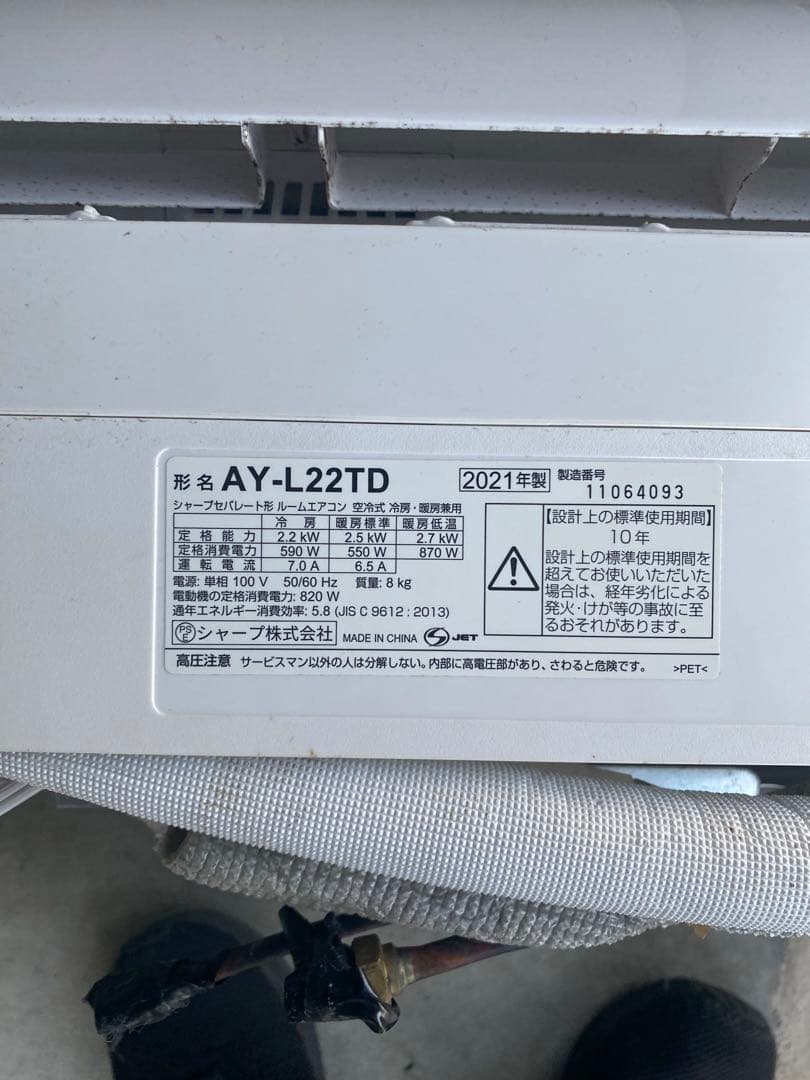 形名 AY-L22TD 2021年製 製造番号 11064093
シャープセパレート形 ルームエアコン 空冷式 冷房・暖房兼用
冷房 暖房標準 暖房低温
定格能力 2.2 kW 2.5 kW 2.7 kW
定格消費電力 590 W 550 W 870 W
運転電流 7.0 A 6.5 A
電源: 単相 100 V 50/60 Hz 質量: 8 kg
電動機の定格消費電力: 820 W
通年エネルギー消費効率: 5.8 (JIS C 9612 : 2013)
PSE シャープ株式会社 MADE IN CHINA S JET
【設計上の標準使用期間】
10 年
設計上の標準使用期間を
超えてお使いいただいた
場合は、経年劣化による
発火・けが等の事故に至
るおそれがあります。
高圧注意 サービスマン以外の人は分解しない。内部に高電圧部があり、さわると危険です。 >PET<